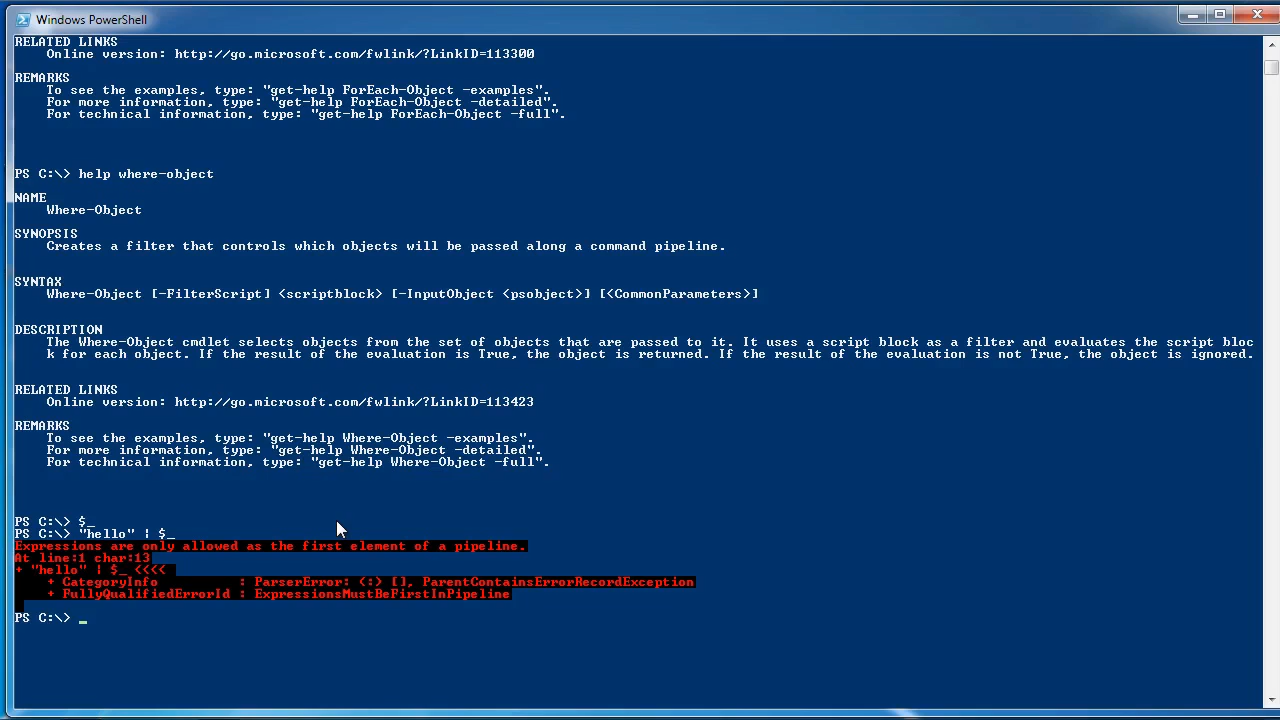 Windows PowerShell
RELATED LINKS
Online version: http://go.microsoft.com/fwlink/?LinkID=113300
REMARKS
To see the examples, type: "get-help ForEach-Object -examples".
For more information, type: "get-help ForEach-Object -detailed".
For technical information, type: "get-help ForEach-Object -full".
PS C:\> help where-object
NAME
Where-Object
SYNOPSIS
Creates a filter that controls which objects will be passed along a command pipeline.
SYNTAX
Where-Object [-FilterScript] <scriptblock> [-InputObject <psobject>] [<CommonParameters>]
DESCRIPTION
The Where-Object cmdlet selects objects from the set of objects that are passed to it. It uses a script block as a filter and evaluates the script bloc
k for each object. If the result of the evaluation is True, the object is returned. If the result of the evaluation is not True, the object is ignored.
RELATED LINKS
Online version: http://go.microsoft.com/fwlink/?LinkID=113423
REMARKS
To see the examples, type: "get-help Where-Object -examples".
For more information, type: "get-help Where-Object -detailed".
For technical information, type: "get-help Where-Object -full".
PS C:\> $_
PS C:\> "hello" | $_
Expressions are only allowed as the first element of a pipeline.
At line:1 char:13
+ "hello" | $_ <<<<
+ CategoryInfo : ParserError: (:) [], ParentContainsErrorRecordException
+ FullyQualifiedErrorId : ExpressionsMustBeFirstInPipeline
PS C:\> _